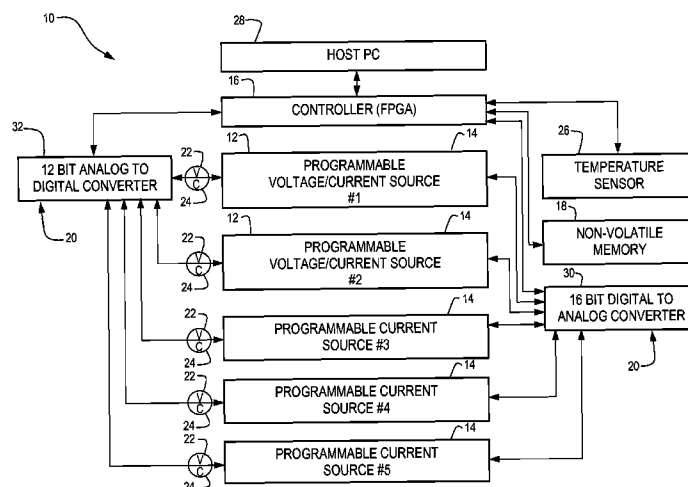 10
28
HOST PC
16
CONTROLLER (FPGA)
32
12 BIT ANALOG TO
DIGITAL CONVERTER
20
22
V
C
24
12
14
PROGRAMMABLE
VOLTAGE/CURRENT SOURCE
#1
26
TEMPERATURE
SENSOR
22
V
C
24
12
14
PROGRAMMABLE
VOLTAGE/CURRENT SOURCE
#2
18
NON-VOLATILE
MEMORY
22
V
C
24
14
PROGRAMMABLE CURRENT
SOURCE #3
30
16 BIT DIGITAL TO
ANALOG CONVERTER
20
22
V
C
24
14
PROGRAMMABLE CURRENT
SOURCE #4
22
V
C
24
14
PROGRAMMABLE CURRENT
SOURCE #5